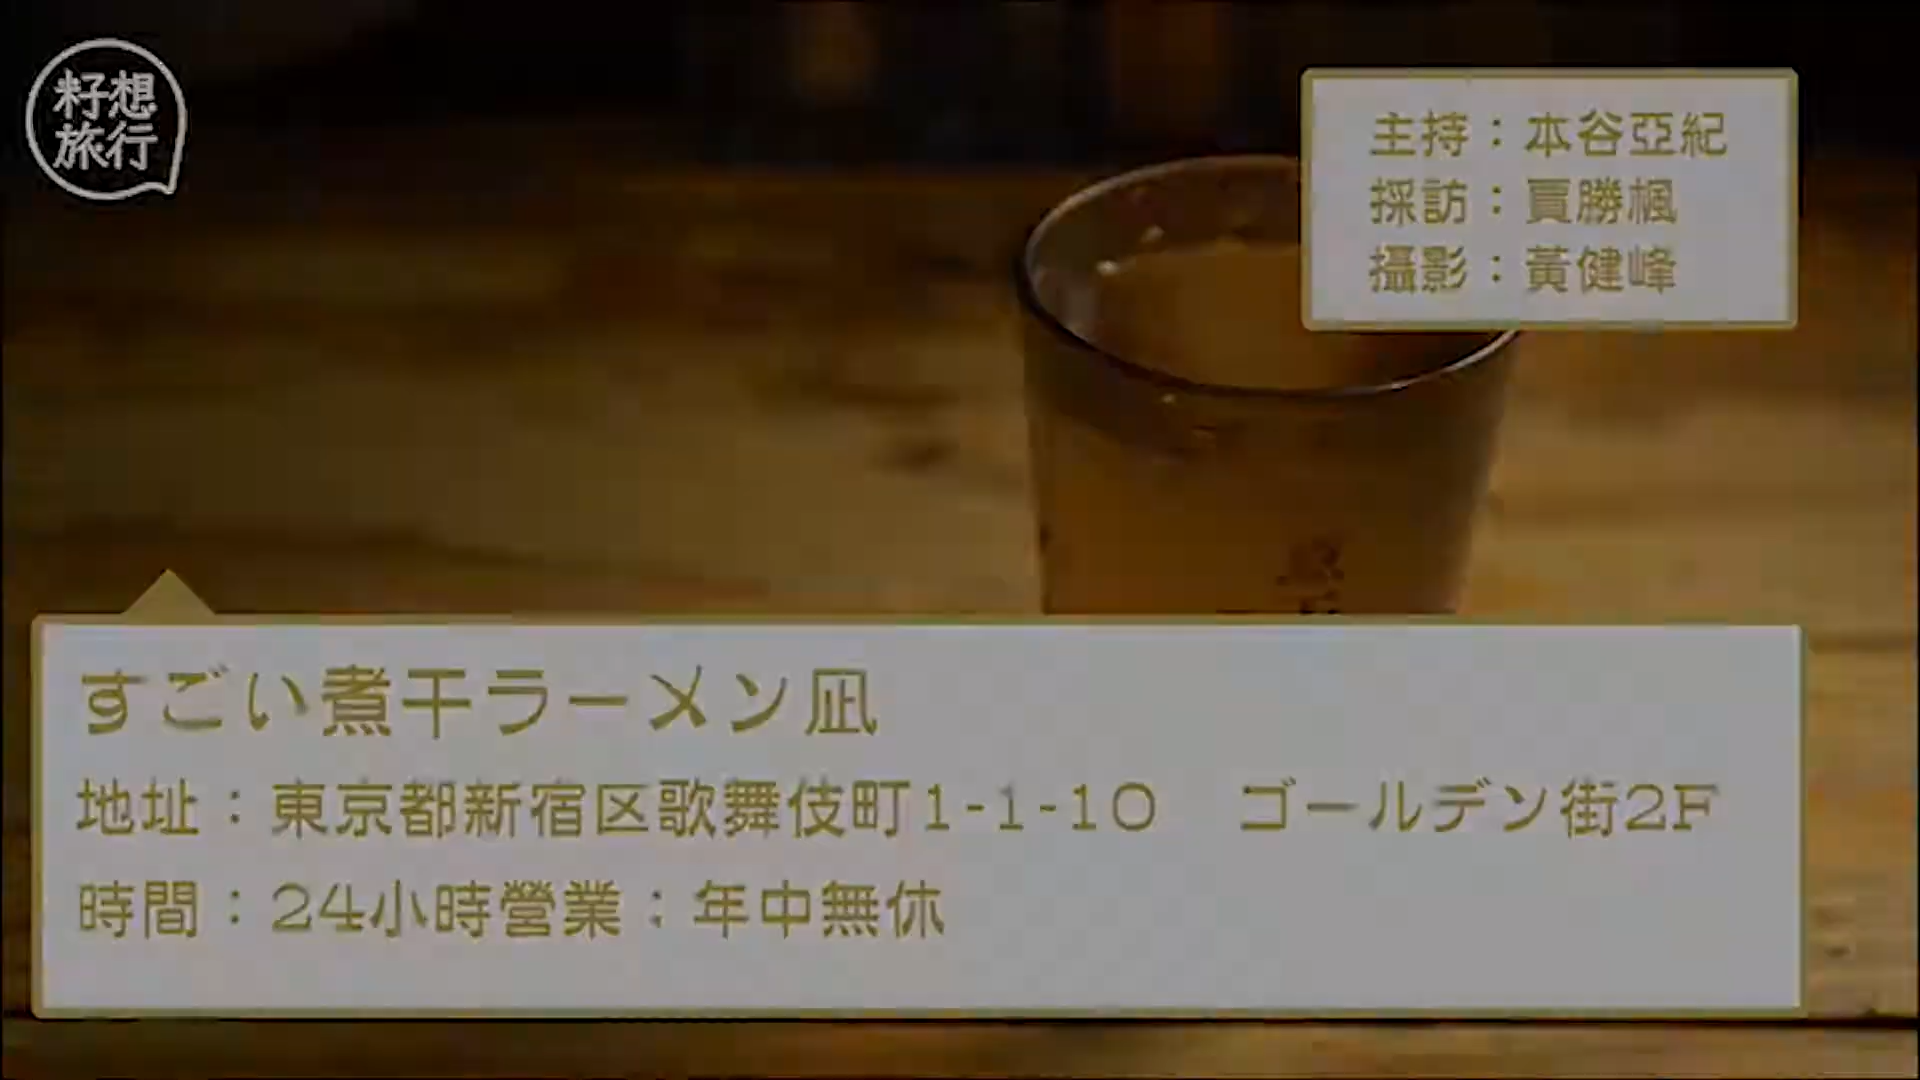 籽想
旅行
主持：本谷亞紀
採訪：賈勝楓
攝影：黃健峰
すごい煮干ラーメン凪
地址：東京都新宿区歌舞伎町1-1-10　ゴールデン街2F
時間：24小時營業：年中無休